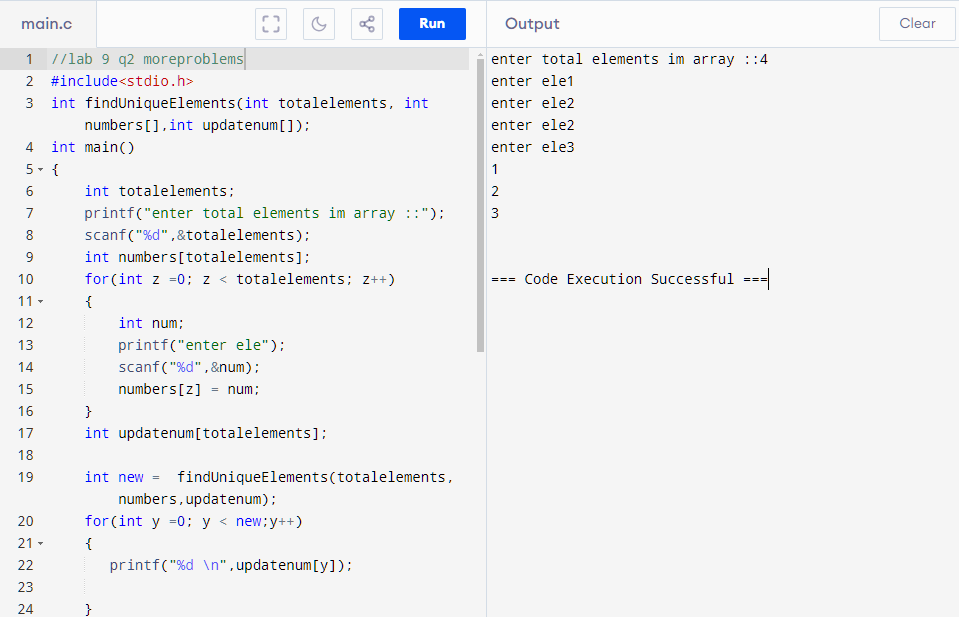 main.c
Run
Output
Clear
1 //lab 9 q2 moreproblems
2 #include<stdio.h>
3 int findUniqueElements(int totalelements, int
numbers[],int updatenum[]);
4 int main()
5 {
6 int totalelements;
7 printf("enter total elements im array ::");
8 scanf("%d",&totalelements);
9 int numbers[totalelements];
10 for(int z =0; z < totalelements; z++)
11 {
12 int num;
13 printf("enter ele");
14 scanf("%d",&num);
15 numbers[z] = num;
16 }
17 int updatenum[totalelements];
18
19 int new =  findUniqueElements(totalelements,
numbers,updatenum);
20 for(int y =0; y < new;y++)
21 {
22 printf("%d \n",updatenum[y]);
23
24 }
enter total elements im array ::4
enter ele1
enter ele2
enter ele2
enter ele3
1
2
3
=== Code Execution Successful ===